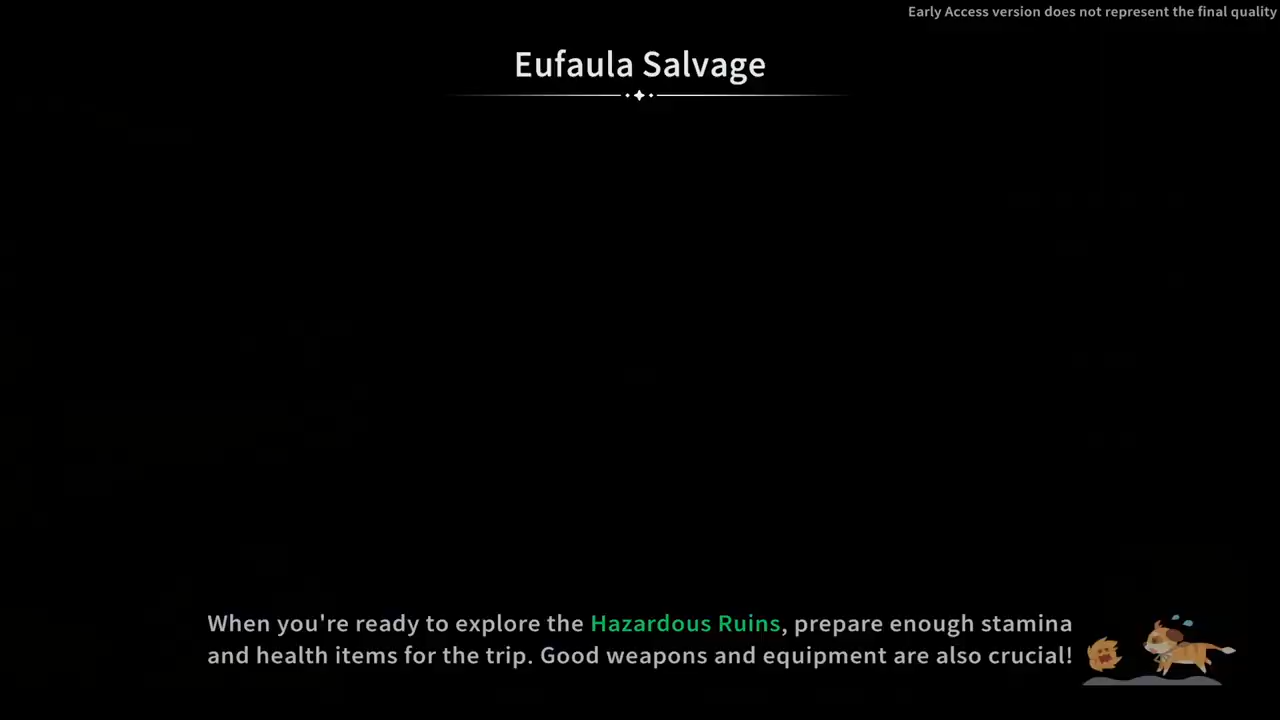 Early Access version does not represent the final quality
Eufaula Salvage
When you're ready to explore the Hazardous Ruins, prepare enough stamina
and health items for the trip. Good weapons and equipment are also crucial!